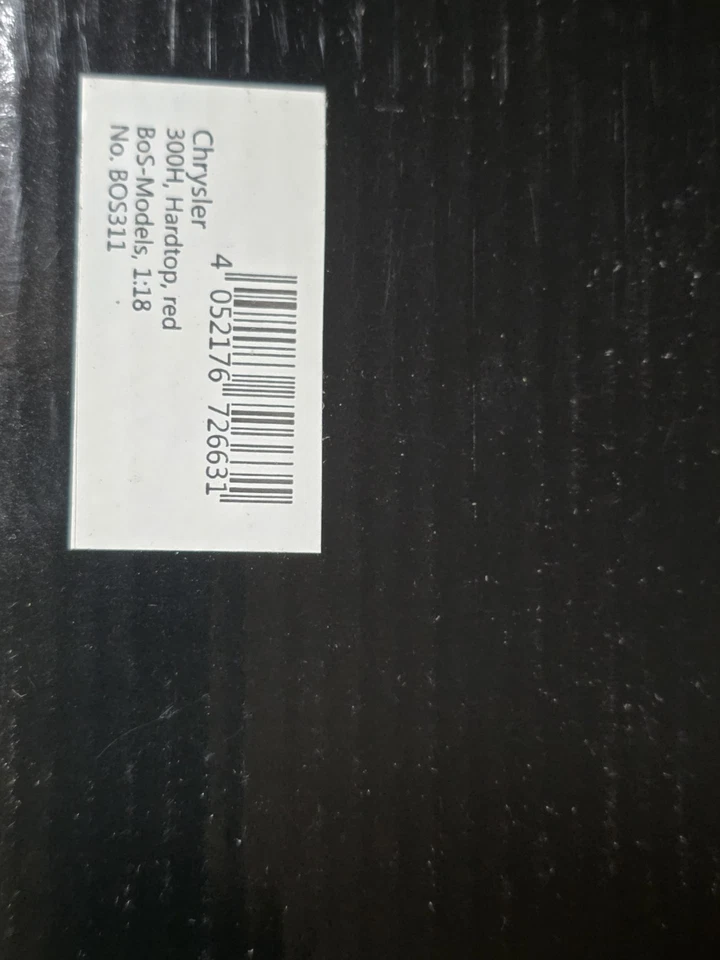 4 052176 726631
Chrysler
300H, Hardtop, red
BoS-Models, 1:18
No. BOS311